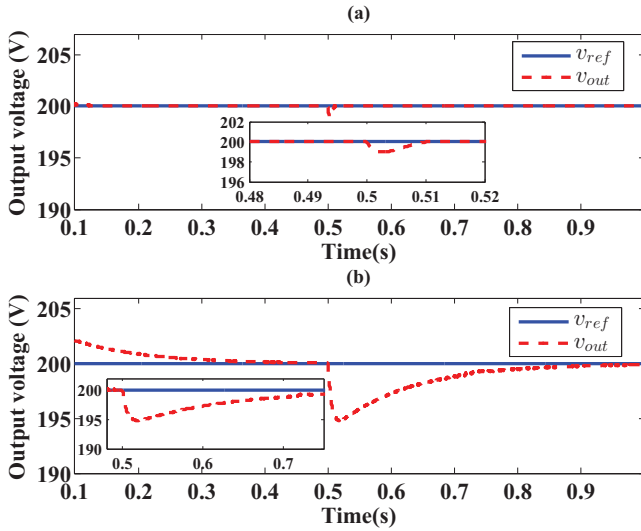 (a)
Output voltage (V)
205
200
195
190
v_ref
v_out
202
200
198
196
0.48 0.49 0.5 0.51 0.52
0.1 0.2 0.3 0.4 0.5 0.6 0.7 0.8 0.9
Time(s)
(b)
Output voltage (V)
205
200
195
190
v_ref
v_out
200
195
190
0.5 0.6 0.7
0.1 0.2 0.3 0.4 0.5 0.6 0.7 0.8 0.9
Time(s)